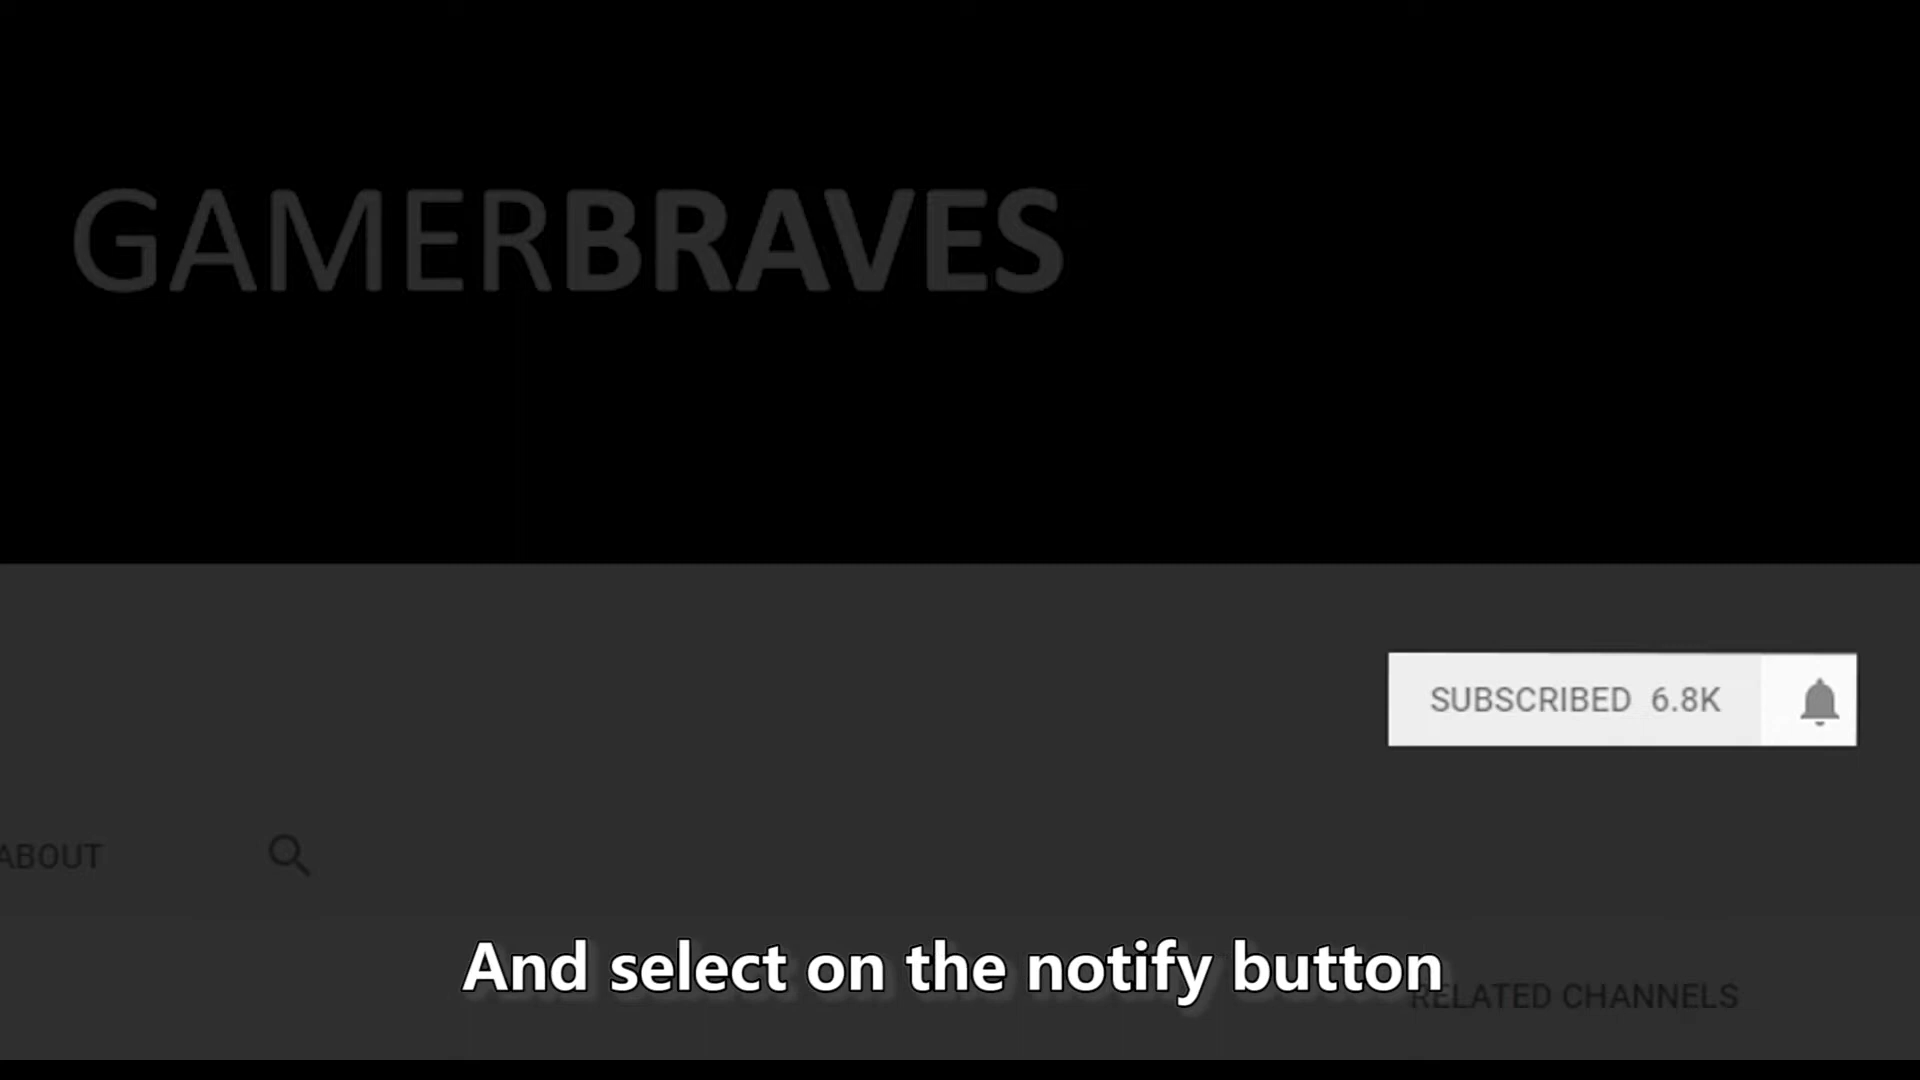 GAMERBRAVES
SUBSCRIBED 6.8K
ABOUT
And select on the notify button
RELATED CHANNELS